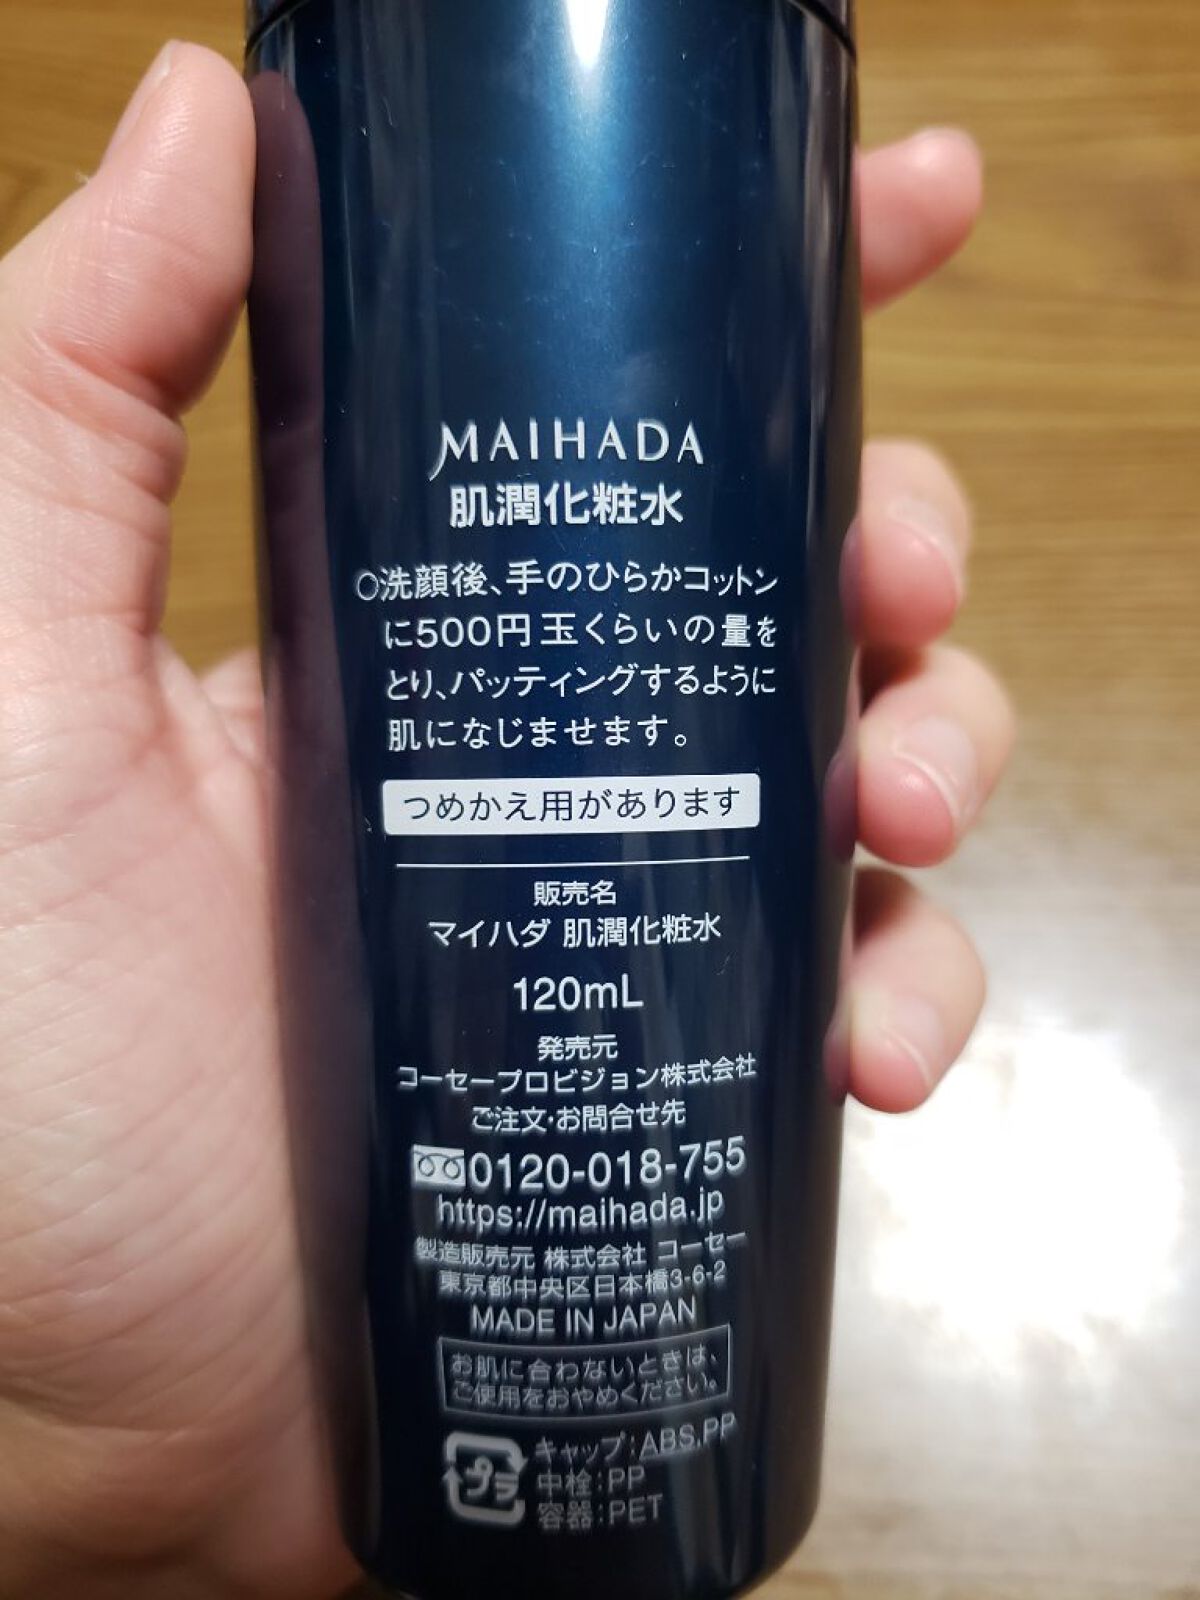 MAIHADA
肌潤化粧水
○洗顔後、手のひらかコットン
に500円玉くらいの量を
とり、パッティングするように
肌になじませます。
つめかえ用があります
販売名
マイハダ 肌潤化粧水
120mL
発売元
コーセープロビジョン株式会社
ご注文・お問合せ先
0120-018-755
https://maihada.jp
製造販売元 株式会社 コーセー
東京都中央区日本橋3-6-2
MADE IN JAPAN
お肌に合わないときは、
ご使用をおやめください。
プラ
キャップ:ABS,PP
中栓:PP
容器:PET